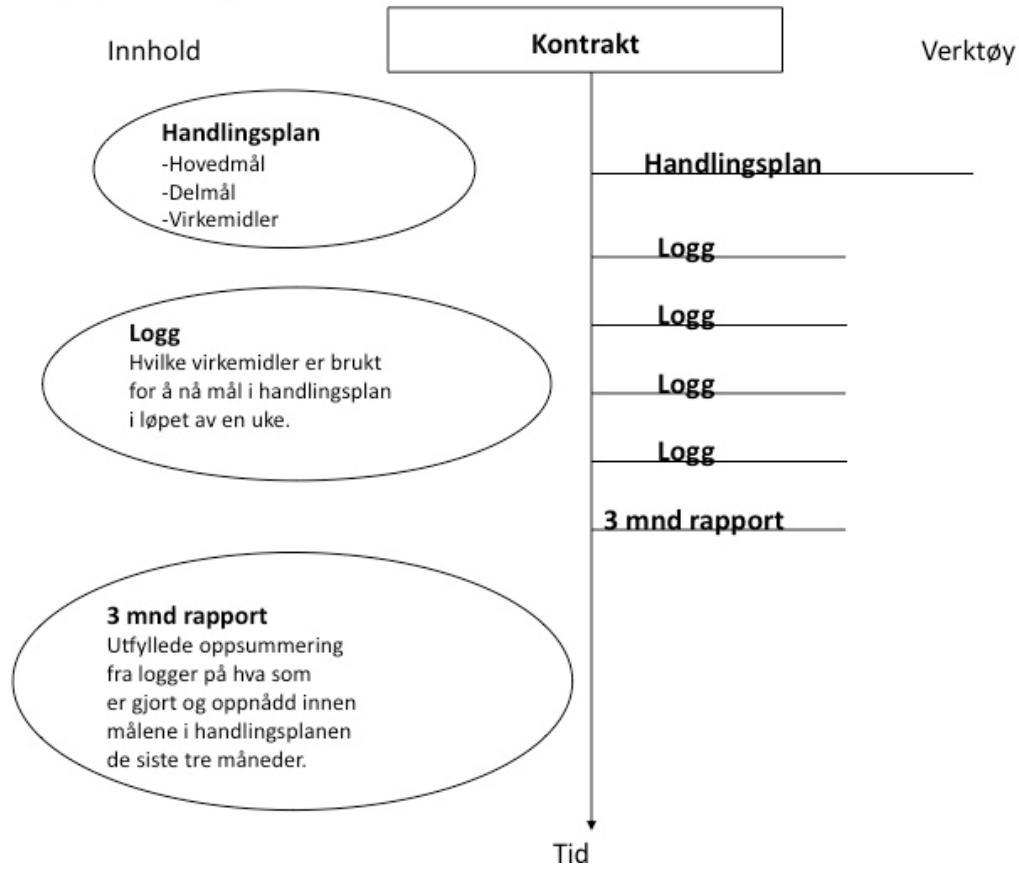 Innhold
Kontrakt
Verktøy
Handlingsplan
-Hovedmål
-Delmål
-Virkemidler
Handlingsplan
Logg
Logg
Hvilke virkemidler er brukt
for å nå mål i handlingsplan
i løpet av en uke.
Logg
Logg
Logg
3 mnd rapport
3 mnd rapport
Utfyllede oppsummering
fra logger på hva som
er gjort og oppnådd innen
målene i handlingsplanen
de siste tre måneder.
Tid